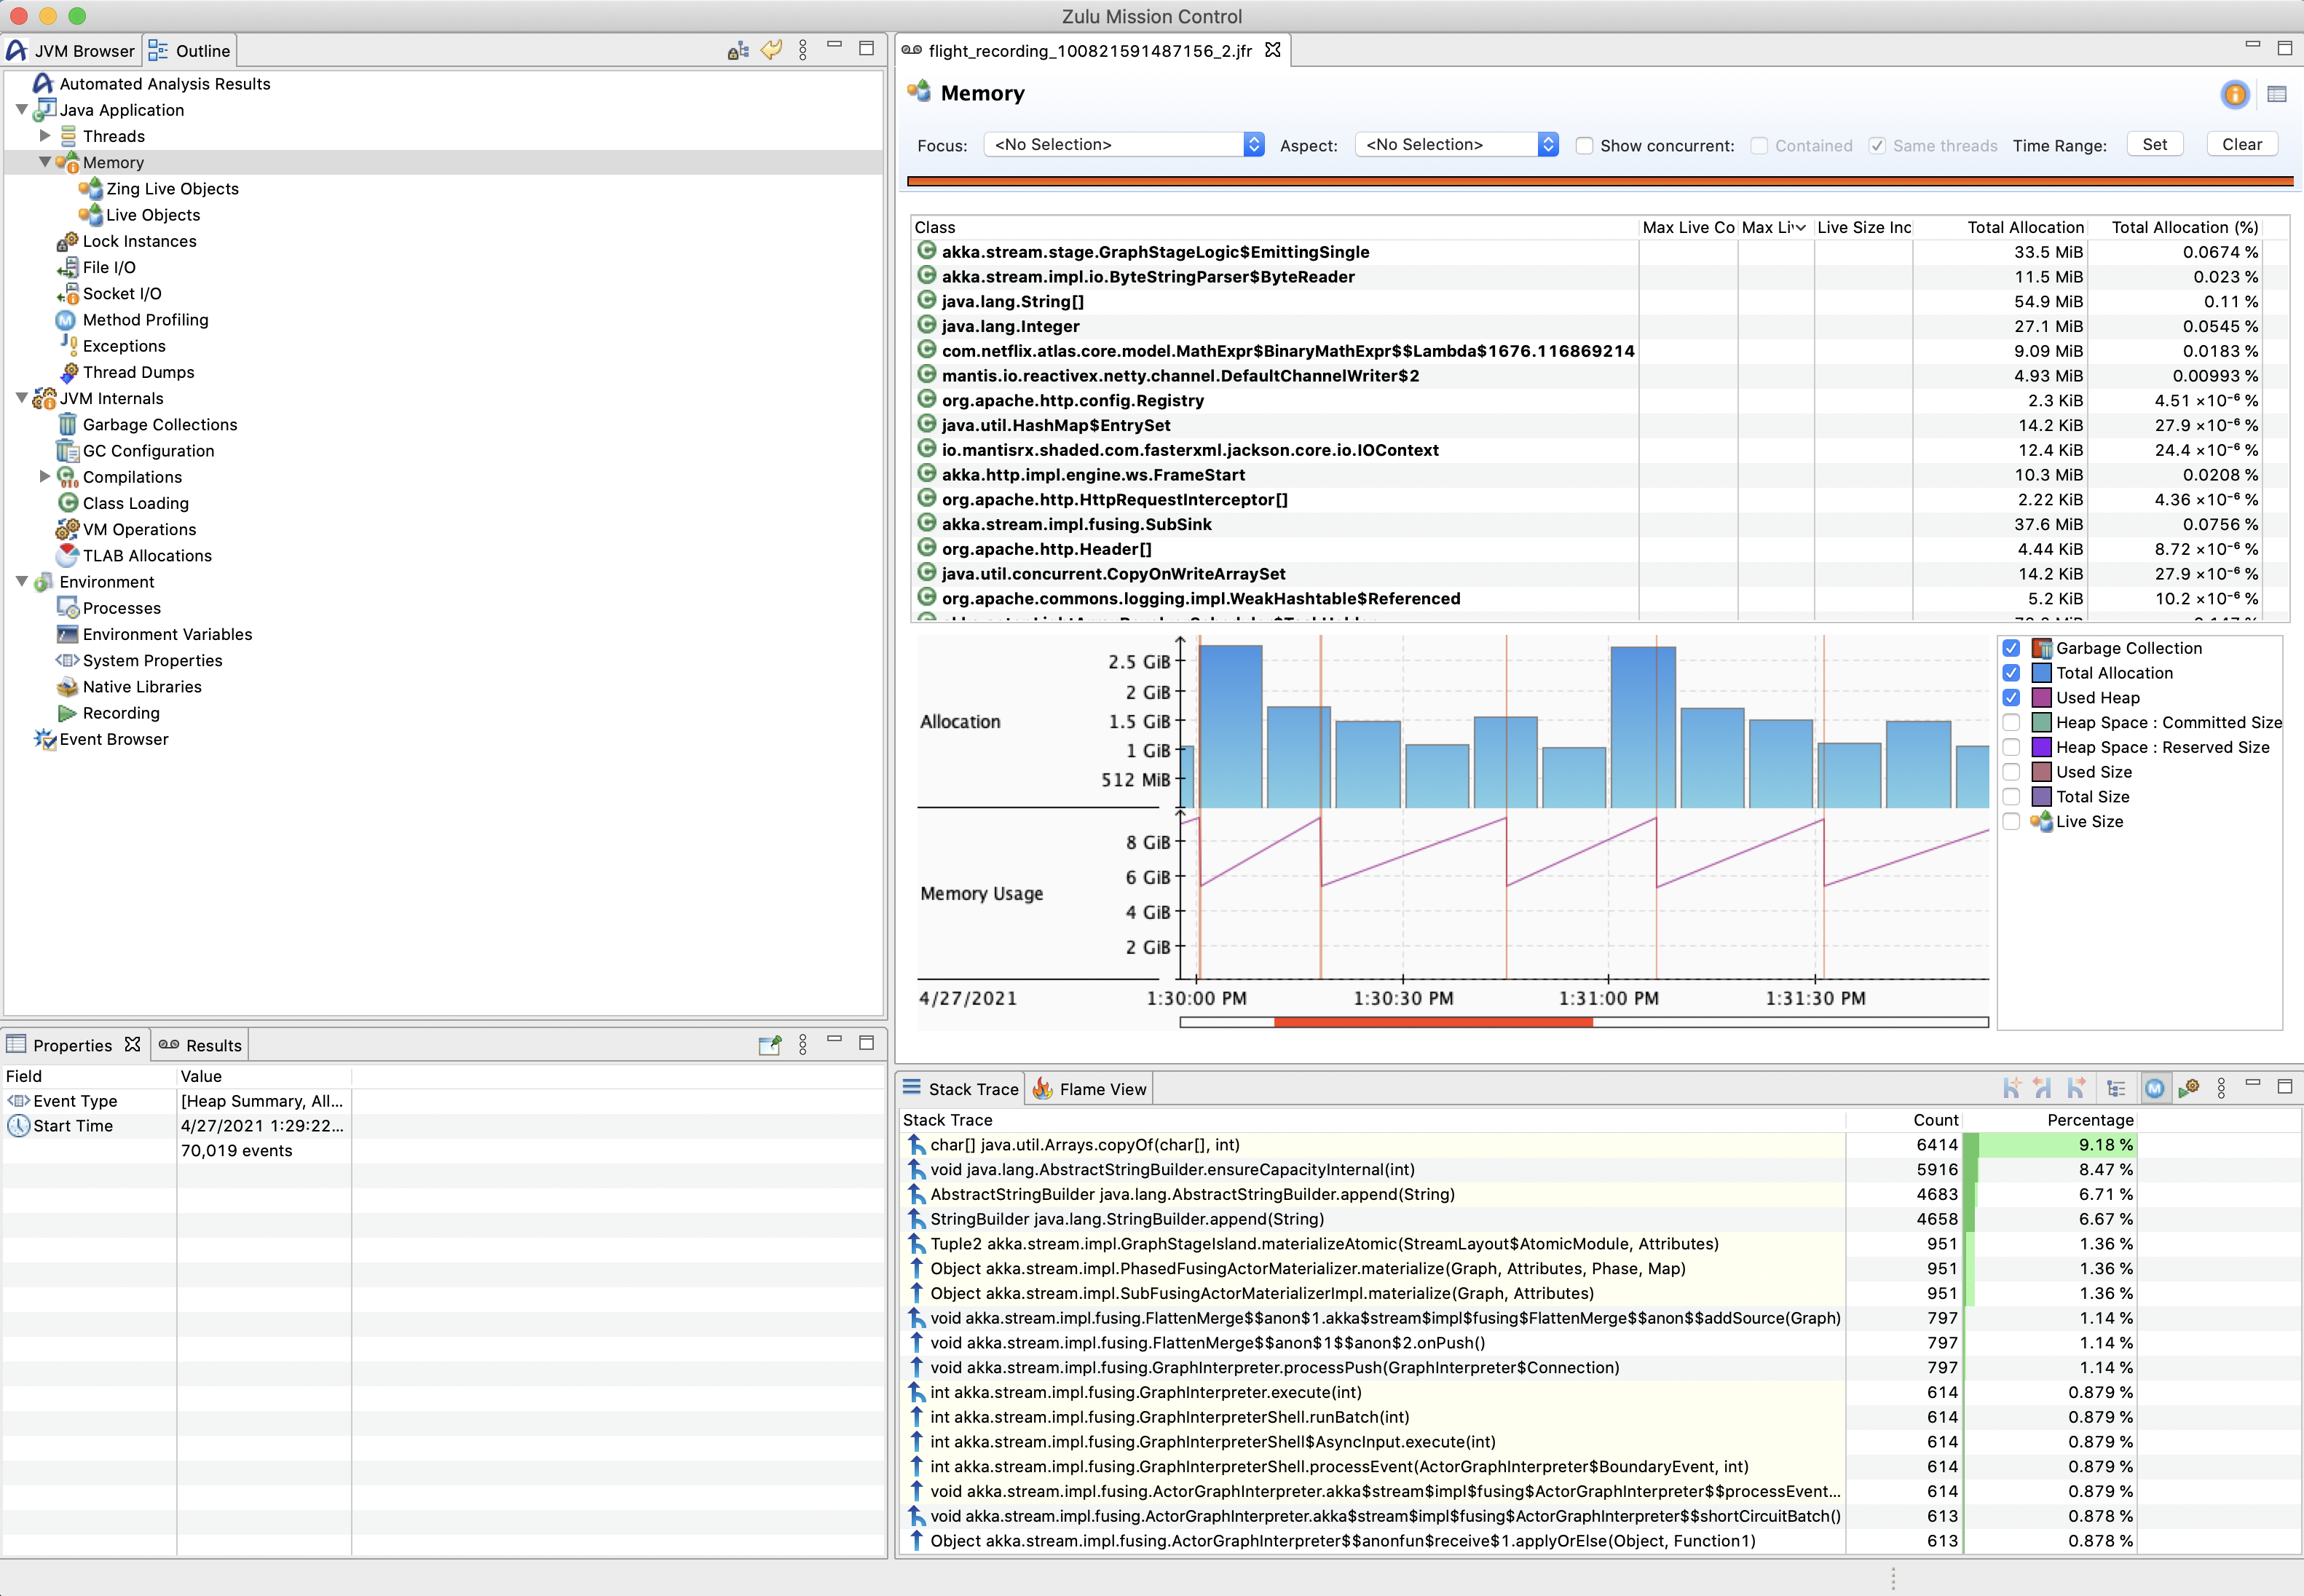 Zulu Mission Control
JVM Browser
Outline
Automated Analysis Results
Java Application
Threads
Memory
Zing Live Objects
Live Objects
Lock Instances
File I/O
Socket I/O
Method Profiling
Exceptions
Thread Dumps
JVM Internals
Garbage Collections
GC Configuration
Compilations
Class Loading
VM Operations
TLAB Allocations
Environment
Processes
Environment Variables
System Properties
Native Libraries
Recording
Event Browser
Properties
Results
Field Value
Event Type [Heap Summary, All...
Start Time 4/27/2021 1:29:22...
70,019 events
flight_recording_100821591487156_2.jfr
Memory
Focus: <No Selection> Aspect: <No Selection> Show concurrent: Contained Same threads Time Range: Set Clear
Class Max Live Co Max Li Live Size Inc Total Allocation Total Allocation (%)
akka.stream.stage.GraphStageLogic$EmittingSingle 33.5 MiB 0.0674 %
akka.stream.impl.io.ByteStringParser$ByteReader 11.5 MiB 0.023 %
java.lang.String[] 54.9 MiB 0.11 %
java.lang.Integer 27.1 MiB 0.0545 %
com.netflix.atlas.core.model.MathExpr$BinaryMathExpr$$Lambda$1676.116869214 9.09 MiB 0.0183 %
mantis.io.reactivex.netty.channel.DefaultChannelWriter$2 4.93 MiB 0.00993 %
org.apache.http.config.Registry 2.3 KiB 4.51 ×10⁻⁶ %
java.util.HashMap$EntrySet 14.2 KiB 27.9 ×10⁻⁶ %
io.mantisrx.shaded.com.fasterxml.jackson.core.io.IOContext 12.4 KiB 24.4 ×10⁻⁶ %
akka.http.impl.engine.ws.FrameStart 10.3 MiB 0.0208 %
org.apache.http.HttpRequestInterceptor[] 2.22 KiB 4.36 ×10⁻⁶ %
akka.stream.impl.fusing.SubSink 37.6 MiB 0.0756 %
org.apache.http.Header[] 4.44 KiB 8.72 ×10⁻⁶ %
java.util.concurrent.CopyOnWriteArraySet 14.2 KiB 27.9 ×10⁻⁶ %
org.apache.commons.logging.impl.WeakHashtable$Referenced 5.2 KiB 10.2 ×10⁻⁶ %
Allocation
2.5 GiB
2 GiB
1.5 GiB
1 GiB
512 MiB
Memory Usage
8 GiB
6 GiB
4 GiB
2 GiB
4/27/2021 1:30:00 PM 1:30:30 PM 1:31:00 PM 1:31:30 PM
Garbage Collection
Total Allocation
Used Heap
Heap Space : Committed Size
Heap Space : Reserved Size
Used Size
Total Size
Live Size
Stack Trace
Flame View
Stack Trace Count Percentage
char[] java.util.Arrays.copyOf(char[], int) 6414 9.18 %
void java.lang.AbstractStringBuilder.ensureCapacityInternal(int) 5916 8.47 %
AbstractStringBuilder java.lang.AbstractStringBuilder.append(String) 4683 6.71 %
StringBuilder java.lang.StringBuilder.append(String) 4658 6.67 %
Tuple2 akka.stream.impl.GraphStageIsland.materializeAtomic(StreamLayout$AtomicModule, Attributes) 951 1.36 %
Object akka.stream.impl.PhasedFusingActorMaterializer.materialize(Graph, Attributes, Phase, Map) 951 1.36 %
Object akka.stream.impl.SubFusingActorMaterializerImpl.materialize(Graph, Attributes) 951 1.36 %
void akka.stream.impl.fusing.FlattenMerge$$anon$1.akka$stream$impl$fusing$FlattenMerge$$anon$$addSource(Graph) 797 1.14 %
void akka.stream.impl.fusing.FlattenMerge$$anon$1$$anon$2.onPush() 797 1.14 %
void akka.stream.impl.fusing.GraphInterpreter.processPush(GraphInterpreter$Connection) 797 1.14 %
int akka.stream.impl.fusing.GraphInterpreter.execute(int) 614 0.879 %
int akka.stream.impl.fusing.GraphInterpreterShell.runBatch(int) 614 0.879 %
int akka.stream.impl.fusing.GraphInterpreterShell$AsyncInput.execute(int) 614 0.879 %
int akka.stream.impl.fusing.GraphInterpreterShell.processEvent(ActorGraphInterpreter$BoundaryEvent, int) 614 0.879 %
void akka.stream.impl.fusing.ActorGraphInterpreter.akka$stream$impl$fusing$ActorGraphInterpreter$$processEvent... 614 0.879 %
void akka.stream.impl.fusing.ActorGraphInterpreter.akka$stream$impl$fusing$ActorGraphInterpreter$$shortCircuitBatch() 613 0.878 %
Object akka.stream.impl.fusing.ActorGraphInterpreter$$anonfun$receive$1.applyOrElse(Object, Function1) 613 0.878 %